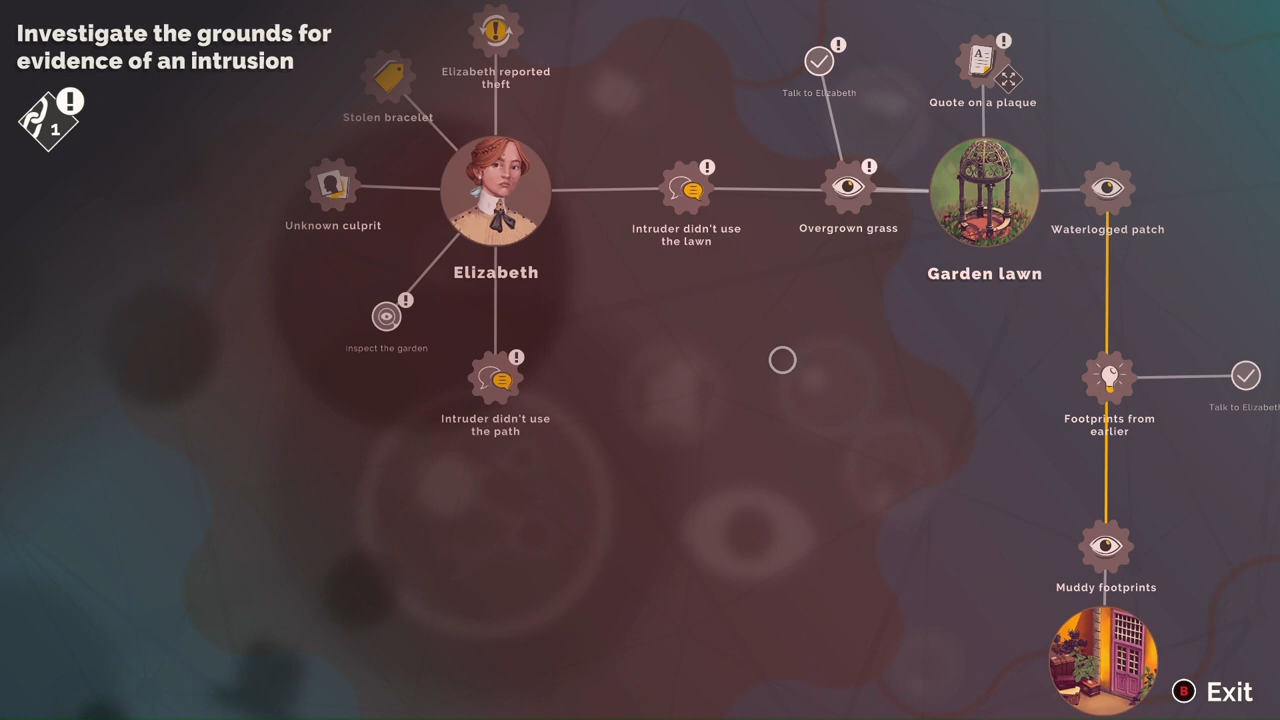 Investigate the grounds for
evidence of an intrusion
1
Elizabeth reported
theft
Stolen bracelet
Unknown culprit
Elizabeth
Inspect the garden
Intruder didn't use
the path
Intruder didn't use
the lawn
Talk to Elizabeth
Overgrown grass
A-
Quote on a plaque
Garden lawn
Waterlogged patch
Footprints from
earlier
Talk to Elizabeth
Muddy footprints
B Exit